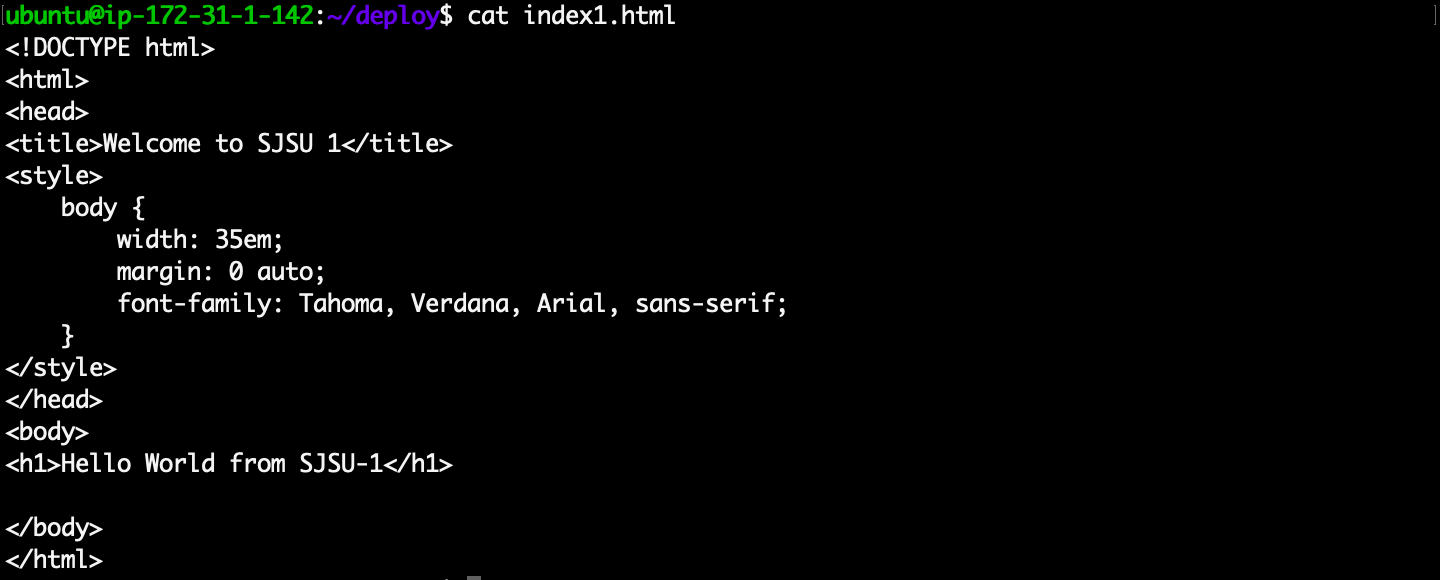 ubuntu@ip-172-31-1-142:~/deploy$ cat index1.html
<!DOCTYPE html>
<html>
<head>
<title>Welcome to SJSU 1</title>
<style>
    body {
        width: 35em;
        margin: 0 auto;
        font-family: Tahoma, Verdana, Arial, sans-serif;
    }
</style>
</head>
<body>
<h1>Hello World from SJSU-1</h1>

</body>
</html>